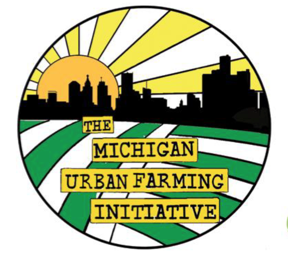 THE
MICHIGAN
URBAN FARMING
INITIATIVE